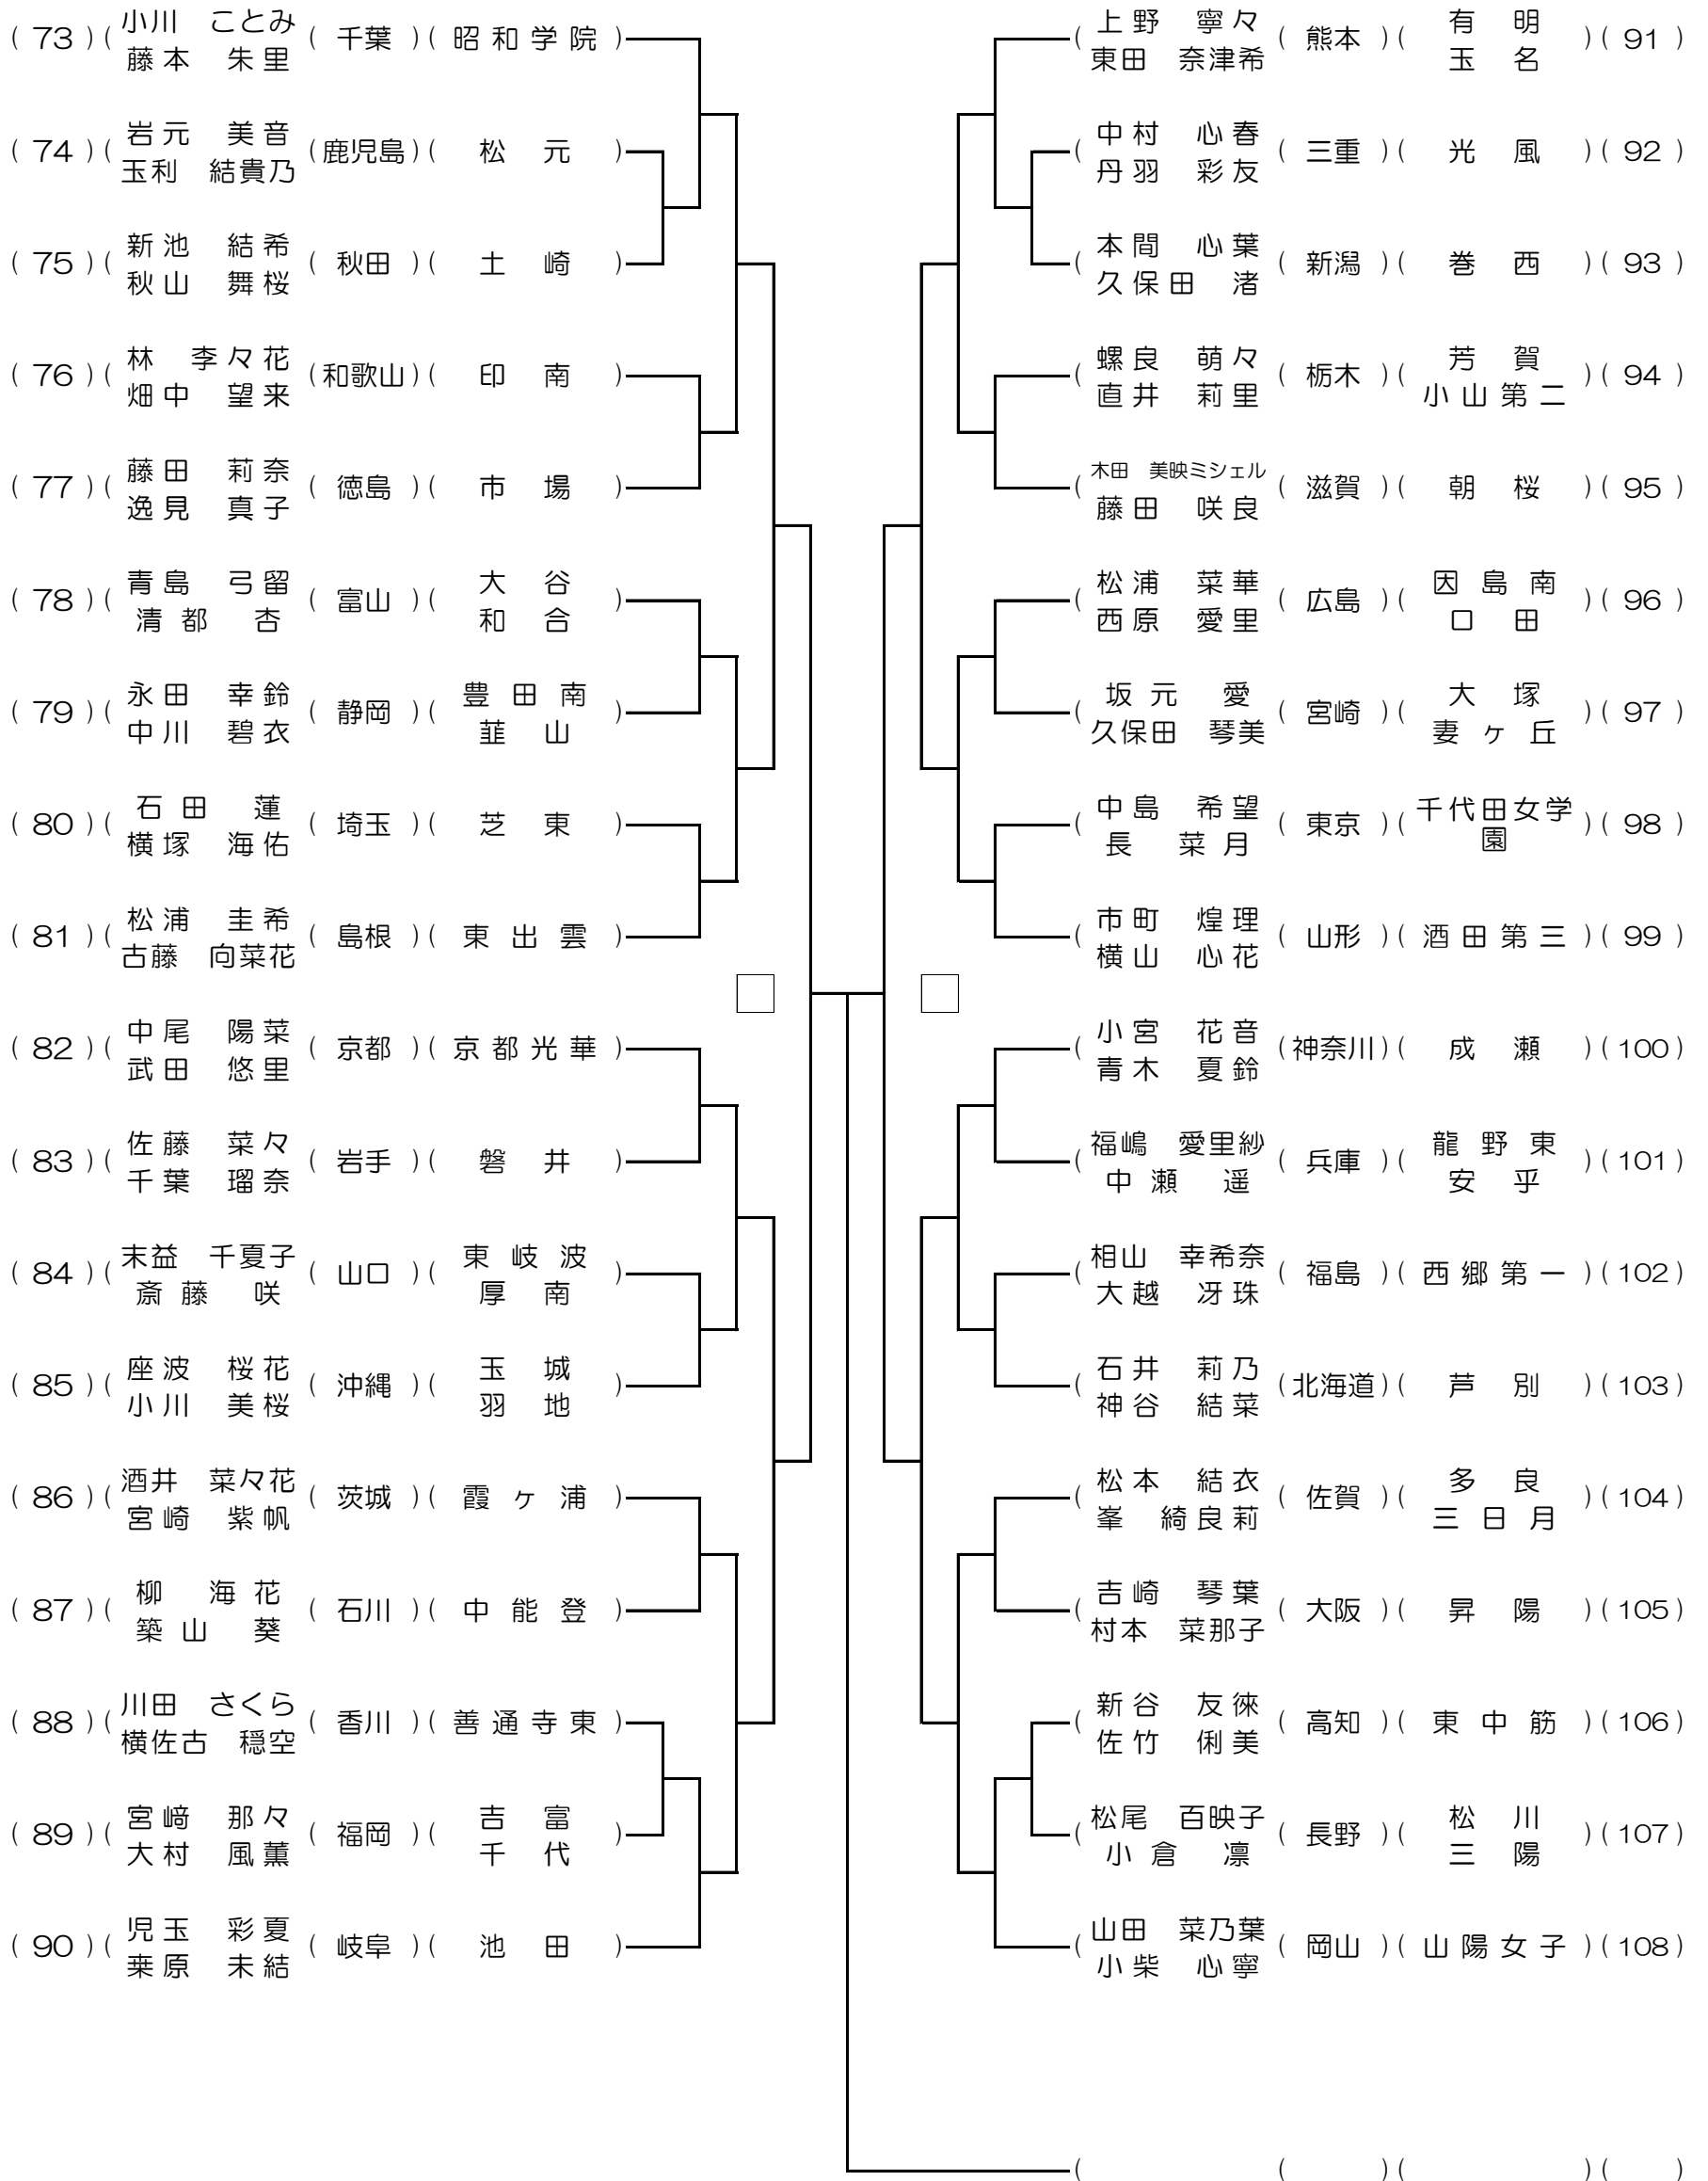 小川　ことみ
( 73 ) ( ( 千葉 ) ( 昭和学院 )
藤本　朱里
岩元　美音
( 74 ) ( (鹿児島) ( 松元 )
玉利　結貴乃
新池　結希
( 75 ) ( ( 秋田 ) ( 土崎 )
秋山　舞桜
林　李々花
( 76 ) ( (和歌山) ( 印南 )
畑中　望来
藤田　莉奈
( 77 ) ( ( 徳島 ) ( 市場 )
逸見　真子
青島　弓留 大谷
( 78 ) ( ( 富山 ) ( )
清都　杏 和合
永田　幸鈴 豊田南
( 79 ) ( ( 静岡 ) ( )
中川　碧衣 韮山
石田　蓮
( 80 ) ( ( 埼玉 ) ( 芝東 )
横塚　海佑
松浦　圭希
( 81 ) ( ( 島根 ) ( 東出雲 )
古藤　向菜花
中尾　陽菜
( 82 ) ( ( 京都 ) ( 京都光華 )
武田　悠里
佐藤　菜々
( 83 ) ( ( 岩手 ) ( 磐井 )
千葉　瑠奈
末益　千夏子 東岐波
( 84 ) ( ( 山口 ) ( )
斎藤　咲 厚南
座波　桜花 玉城
( 85 ) ( ( 沖縄 ) ( )
小川　美桜 羽地
酒井　菜々花
( 86 ) ( ( 茨城 ) ( 霞ヶ浦 )
宮崎　紫帆
柳　海花
( 87 ) ( ( 石川 ) ( 中能登 )
築山　葵
川田　さくら
( 88 ) ( ( 香川 ) ( 善通寺東 )
横佐古　穏空
宮﨑　那々 吉富
( 89 ) ( ( 福岡 ) ( )
大村　風薫 千代
児玉　彩夏
( 90 ) ( ( 岐阜 ) ( 池田 )
桒原　未結
上野　寧々 有明
( ( 熊本 ) ( ) ( 91 )
東田　奈津希 玉名
中村　心春
( ( 三重 ) ( 光風 ) ( 92 )
丹羽　彩友
本間　心葉
( ( 新潟 ) ( 巻西 ) ( 93 )
久保田　渚
螺良　萌々 芳賀
( ( 栃木 ) ( ) ( 94 )
直井　莉里 小山第二
木田　美映ミシェル
( ( 滋賀 ) ( 朝桜 ) ( 95 )
藤田　咲良
松浦　菜華 因島南
( ( 広島 ) ( ) ( 96 )
西原　愛里 口田
坂元　愛 大塚
( ( 宮崎 ) ( ) ( 97 )
久保田　琴美 妻ヶ丘
中島　希望 千代田女学
( ( 東京 ) ( ) ( 98 )
長　菜月 園
市町　煌理
( ( 山形 ) ( 酒田第三 ) ( 99 )
横山　心花
小宮　花音
( (神奈川) ( 成瀬 ) ( 100 )
青木　夏鈴
福嶋　愛里紗 龍野東
( ( 兵庫 ) ( ) ( 101 )
中瀬　遥 安乎
相山　幸希奈
( ( 福島 ) ( 西郷第一 ) ( 102 )
大越　冴珠
石井　莉乃
( (北海道) ( 芦別 ) ( 103 )
神谷　結菜
松本　結衣 多良
( ( 佐賀 ) ( ) ( 104 )
峯　綺良莉 三日月
吉崎　琴葉
( ( 大阪 ) ( 昇陽 ) ( 105 )
村本　菜那子
新谷　友徠
( ( 高知 ) ( 東中筋 ) ( 106 )
佐竹　俐美
松尾　百映子 松川
( ( 長野 ) ( ) ( 107 )
小倉　凛 三陽
山田　菜乃葉
( ( 岡山 ) ( 山陽女子 ) ( 108 )
小柴　心寧
( ( ) ( ) ( )